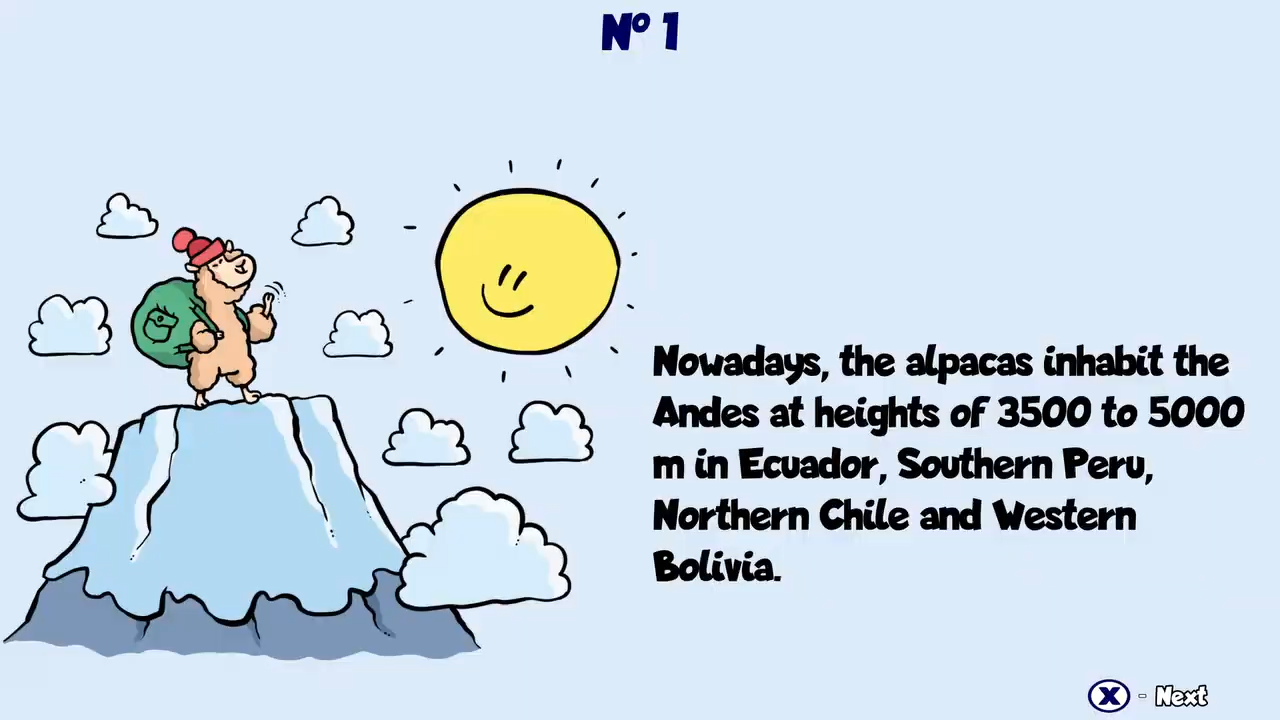 Nº 1
Nowadays, the alpacas inhabit the
Andes at heights of 3500 to 5000
m in Ecuador, Southern Peru,
Northern Chile and Western
Bolivia.
X - Next